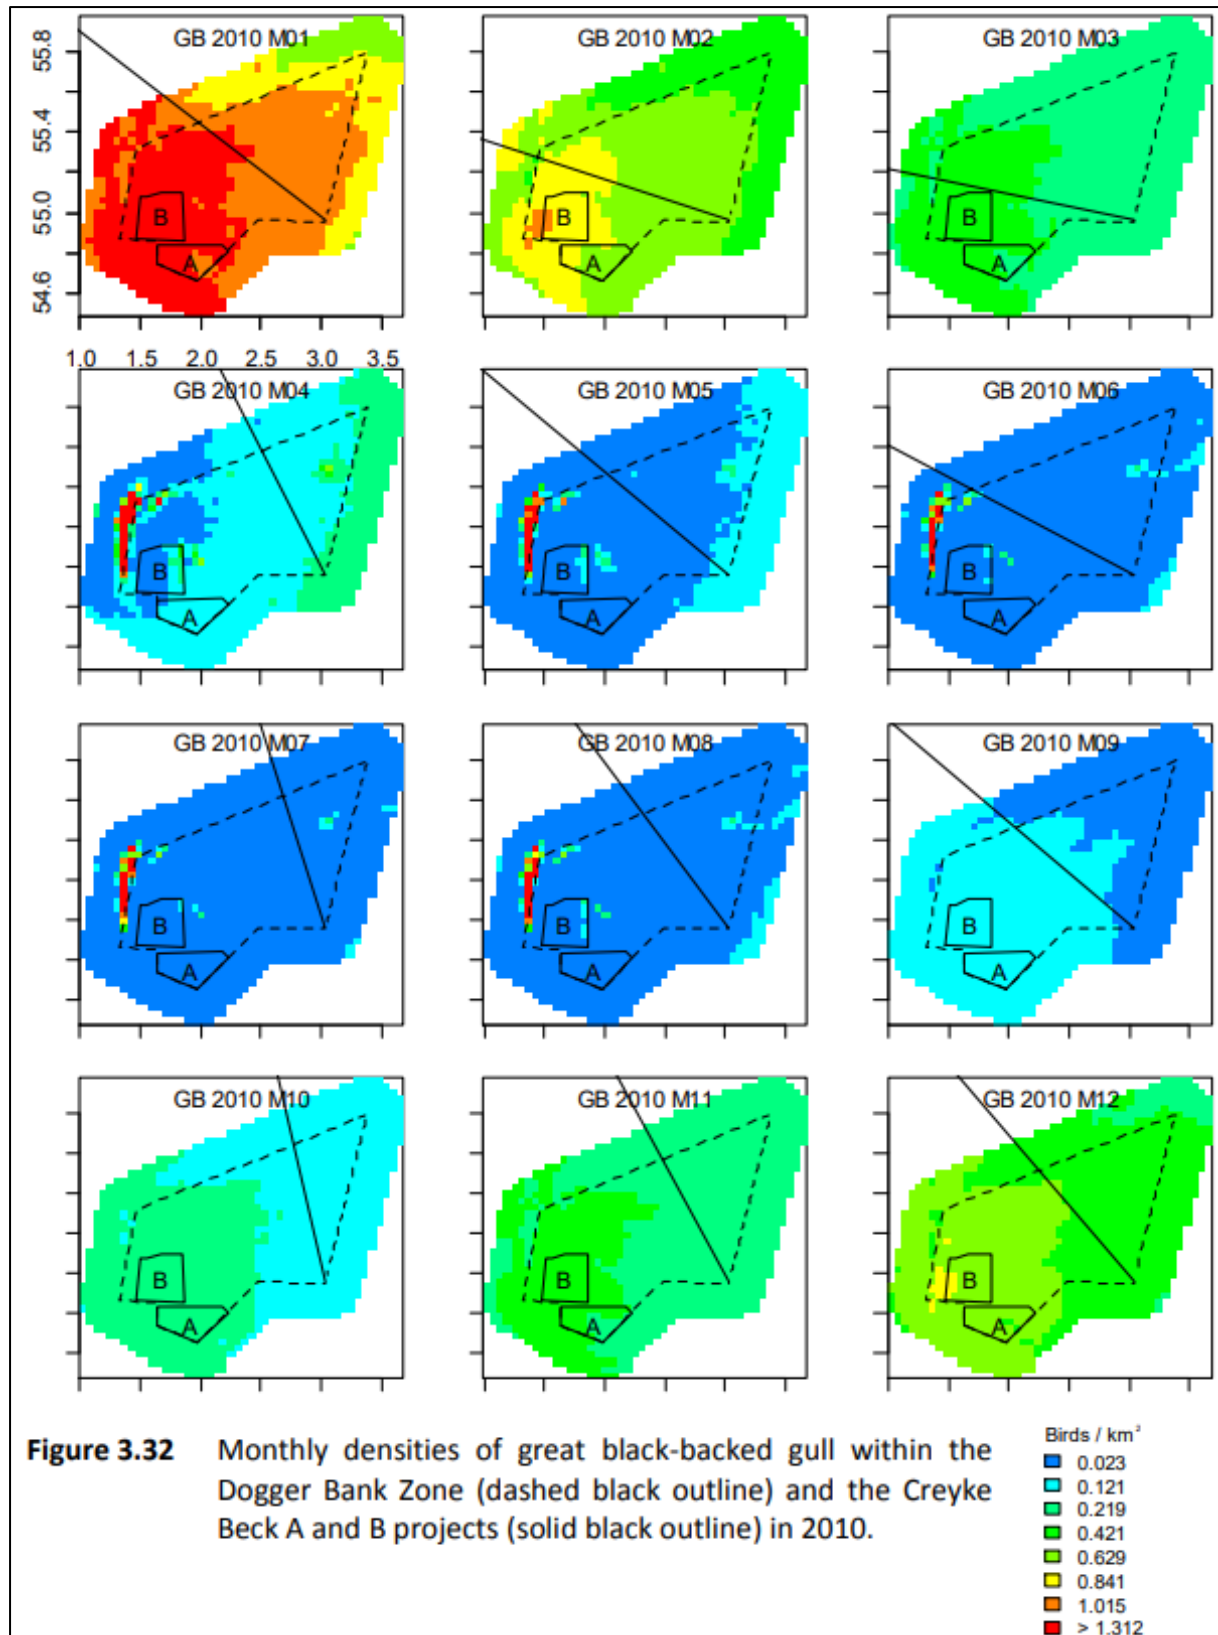 GB 2010 M01
GB 2010 M02
GB 2010 M03
55.8
55.4
55.0
54.6
B
A
B
A
B
A
1.0 1.5 2.0 2.5 3.0 3.5
GB 2010 M04
GB 2010 M05
GB 2010 M06
B
A
B
A
B
A
GB 2010 M07
GB 2010 M08
GB 2010 M09
B
A
B
A
B
A
GB 2010 M10
GB 2010 M11
GB 2010 M12
B
A
B
A
B
A
Figure 3.32 Monthly densities of great black-backed gull within the
Dogger Bank Zone (dashed black outline) and the Creyke
Beck A and B projects (solid black outline) in 2010.
Birds / km²
0.023
0.121
0.219
0.421
0.629
0.841
1.015
> 1.312